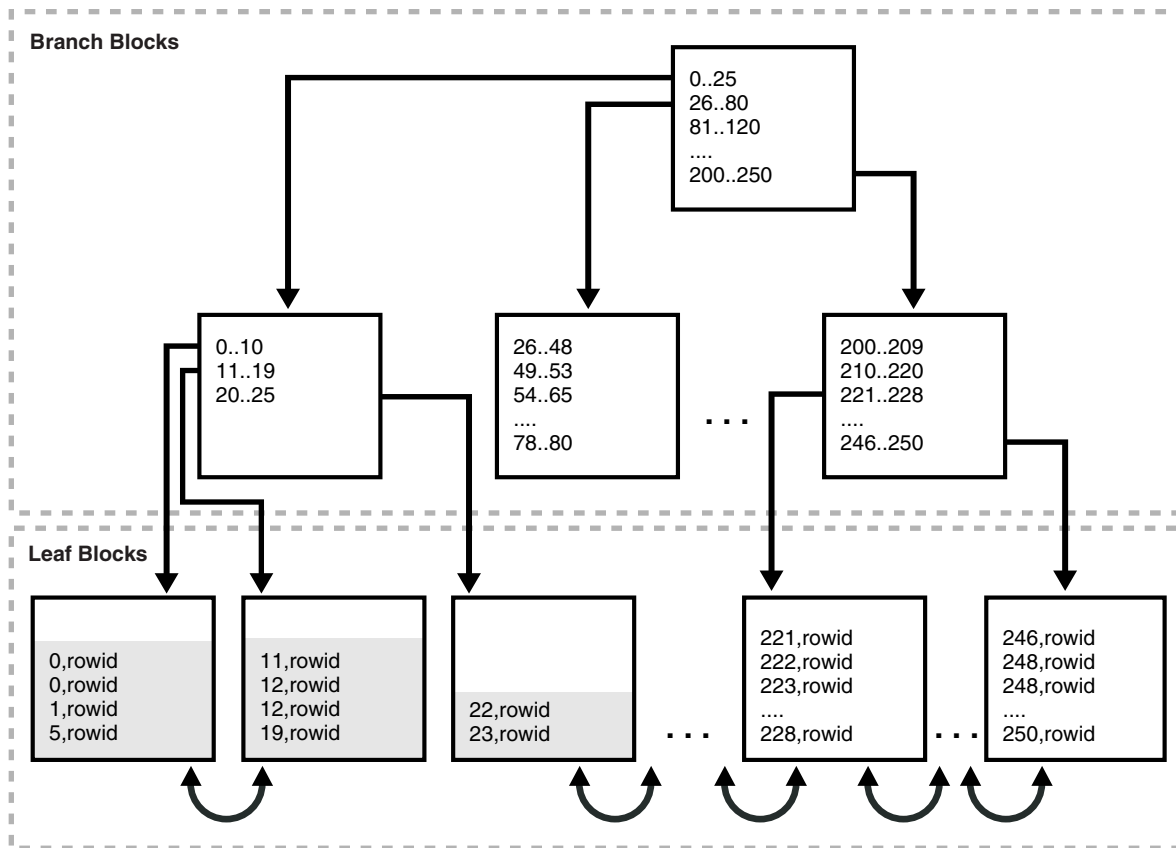 Branch Blocks
0..25
26..80
81..120
....
200..250
0..10
11..19
20..25
26..48
49..53
54..65
....
78..80
...
200..209
210..220
221..228
....
246..250
Leaf Blocks
0,rowid
0,rowid
1,rowid
5,rowid
11,rowid
12,rowid
12,rowid
19,rowid
22,rowid
23,rowid
...
221,rowid
222,rowid
223,rowid
....
228,rowid
...
246,rowid
248,rowid
248,rowid
....
250,rowid